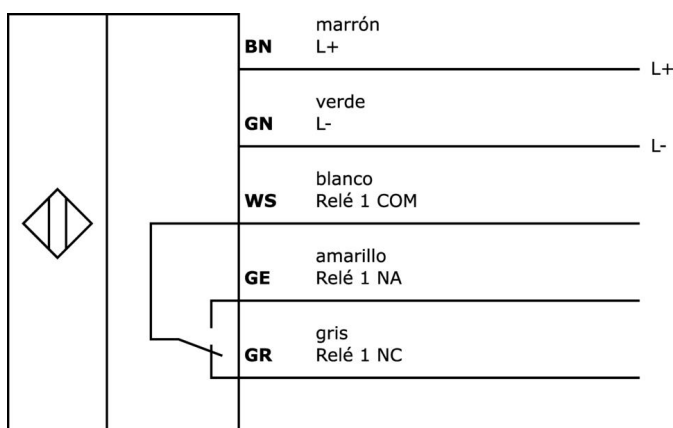 marrón
BN L+
L+
verde
GN L-
L-
blanco
WS Relé 1 COM
amarillo
GE Relé 1 NA
gris
GR Relé 1 NC